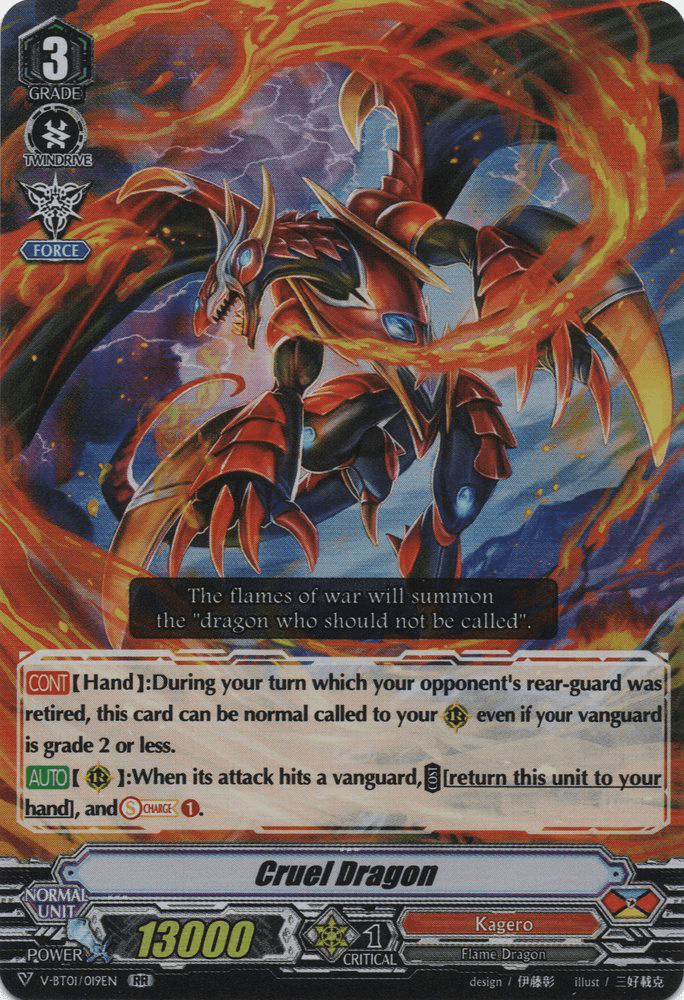 3
GRADE
TWINDRIVE
FORCE
The flames of war will summon
the "dragon who should not be called".
CONT【Hand】:During your turn which your opponent's rear-guard was
retired, this card can be normal called to your R even if your vanguard
is grade 2 or less.
AUTO【R】:When its attack hits a vanguard, COST[return this unit to your
hand], and S CHARGE 1.
Cruel Dragon
NORMAL
UNIT
POWER 13000 1 CRITICAL
Kagero
Flame Dragon
V-BT01/019EN RR design / 伊藤彰 illust / 三好載克